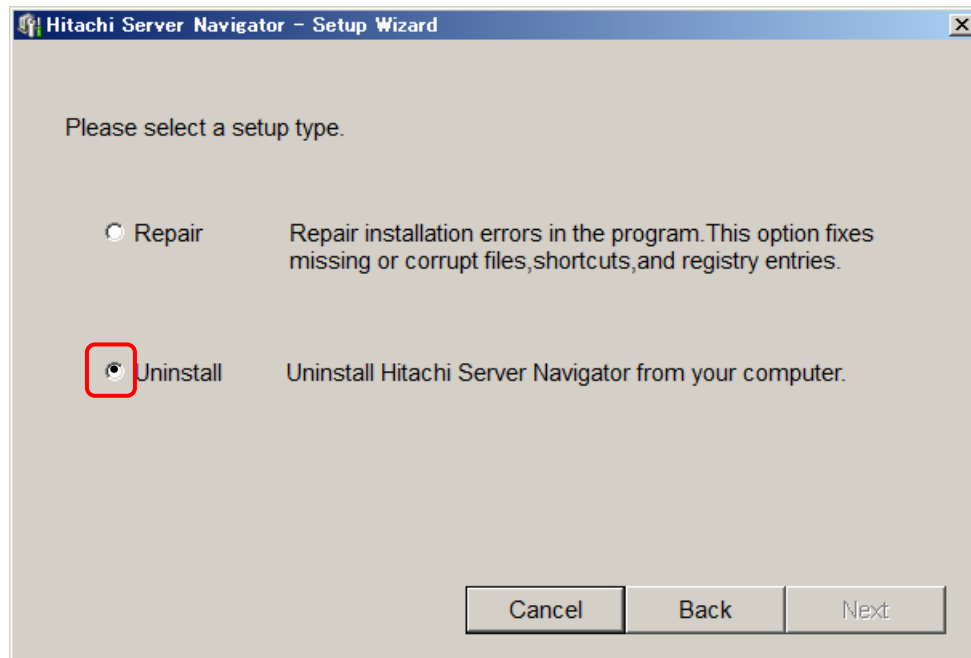 Hitachi Server Navigator - Setup Wizard
Please select a setup type.
Repair
Repair installation errors in the program.This option fixes
missing or corrupt files,shortcuts,and registry entries.
Uninstall
Uninstall Hitachi Server Navigator from your computer.
Cancel
Back
Next